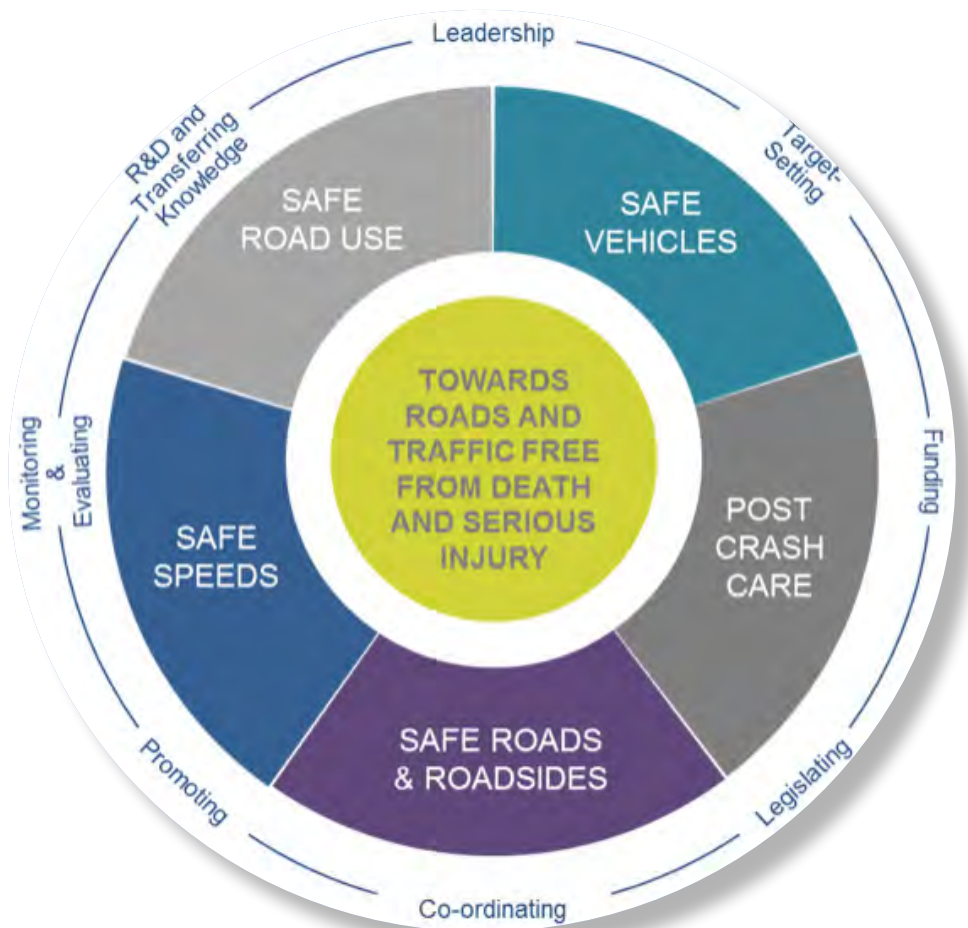 Leadership
Target-
Setting
Funding
Legislating
Co-ordinating
Promoting
Monitoring
&
Evaluating
R&D and
Transferring
Knowledge
SAFE
VEHICLES
POST
CRASH
CARE
SAFE ROADS
& ROADSIDES
SAFE
SPEEDS
SAFE
ROAD USE
TOWARDS
ROADS AND
TRAFFIC FREE
FROM DEATH
AND SERIOUS
INJURY